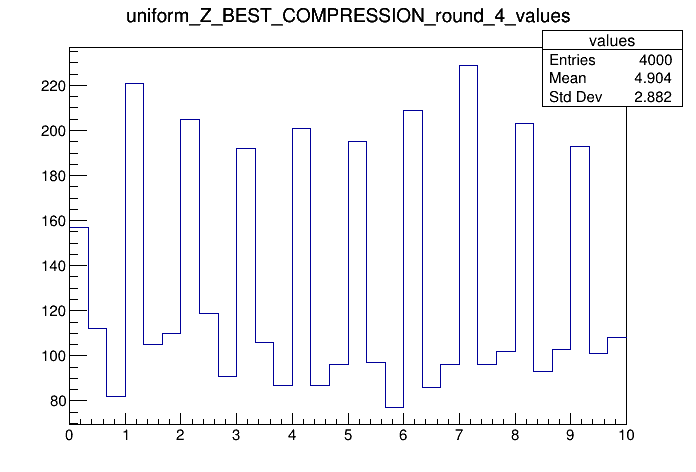 uniform_Z_BEST_COMPRESSION_round_4_values
values
Entries 4000
Mean 4.904
Std Dev 2.882
220
200
180
160
140
120
100
80
0 1 2 3 4 5 6 7 8 9 10